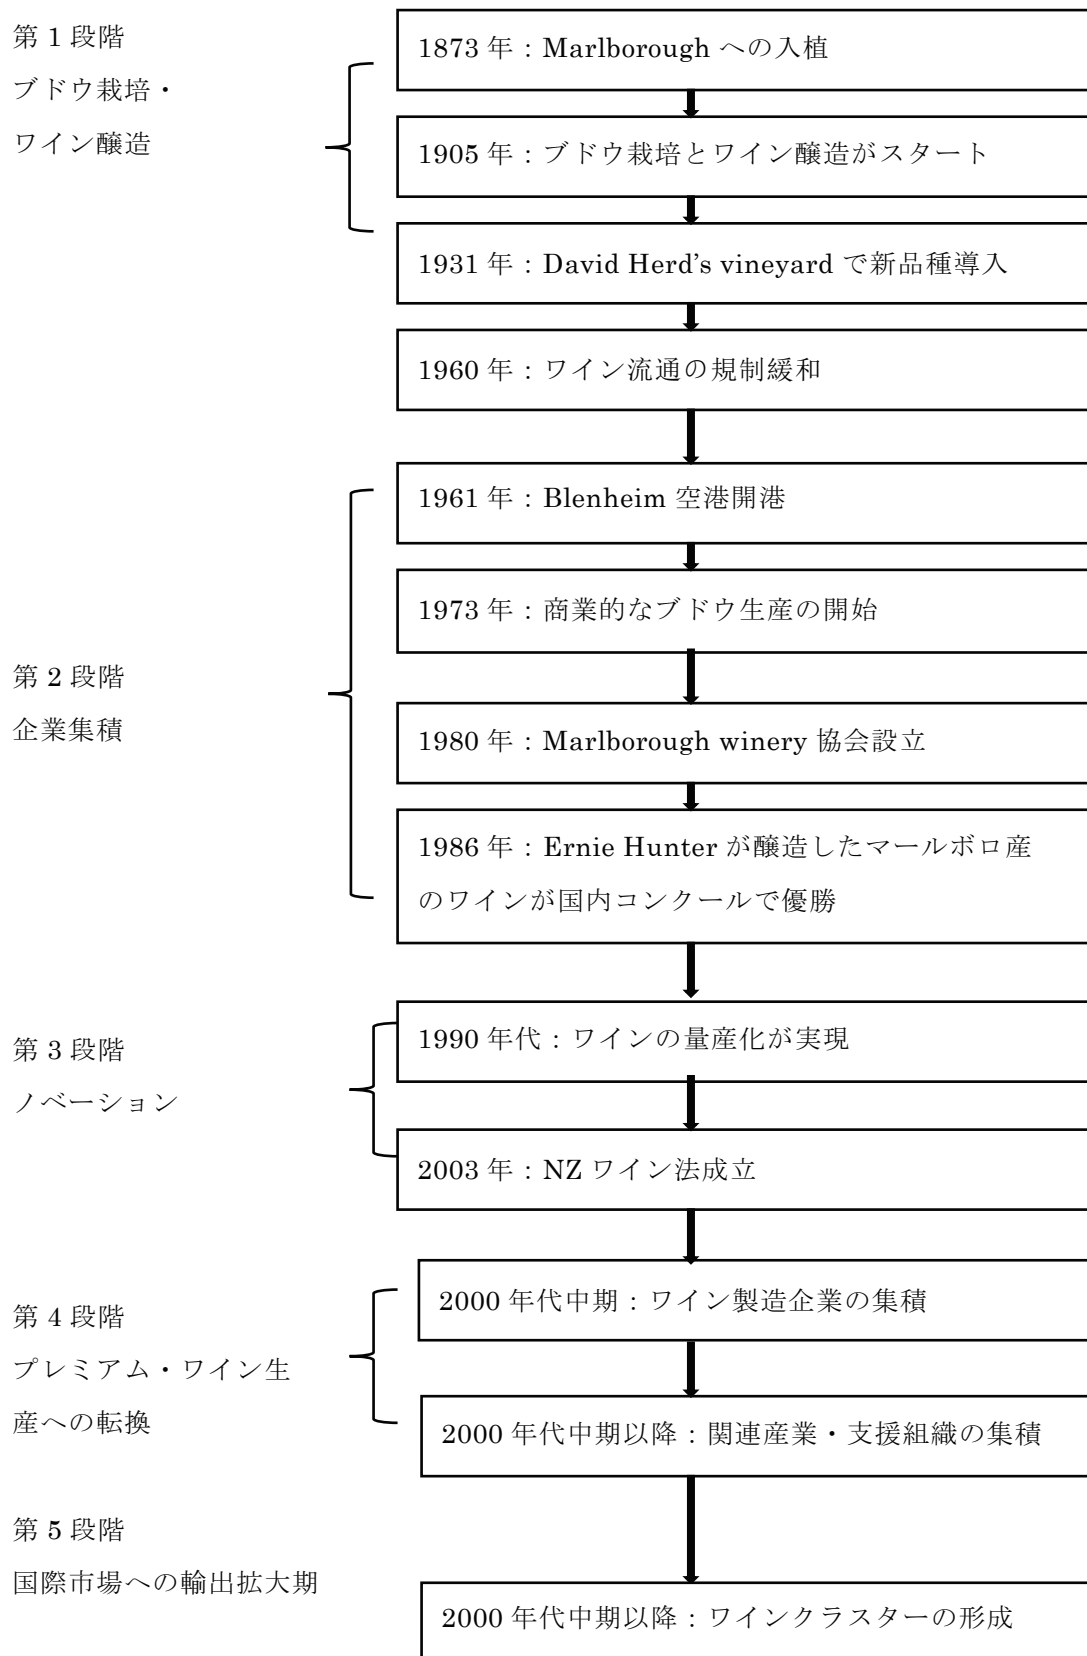 第 1 段階
ブドウ栽培・
ワイン醸造
1873 年：Marlborough への入植
1905 年：ブドウ栽培とワイン醸造がスタート
1931 年：David Herd's vineyard で新品種導入
1960 年：ワイン流通の規制緩和
第 2 段階
企業集積
1961 年：Blenheim 空港開港
1973 年：商業的なブドウ生産の開始
1980 年：Marlborough winery 協会設立
1986 年：Ernie Hunter が醸造したマールボロ産
のワインが国内コンクールで優勝
第 3 段階
ノベーション
1990 年代：ワインの量産化が実現
2003 年：NZ ワイン法成立
第 4 段階
プレミアム・ワイン生
産への転換
2000 年代中期：ワイン製造企業の集積
2000 年代中期以降：関連産業・支援組織の集積
第 5 段階
国際市場への輸出拡大期
2000 年代中期以降：ワインクラスターの形成